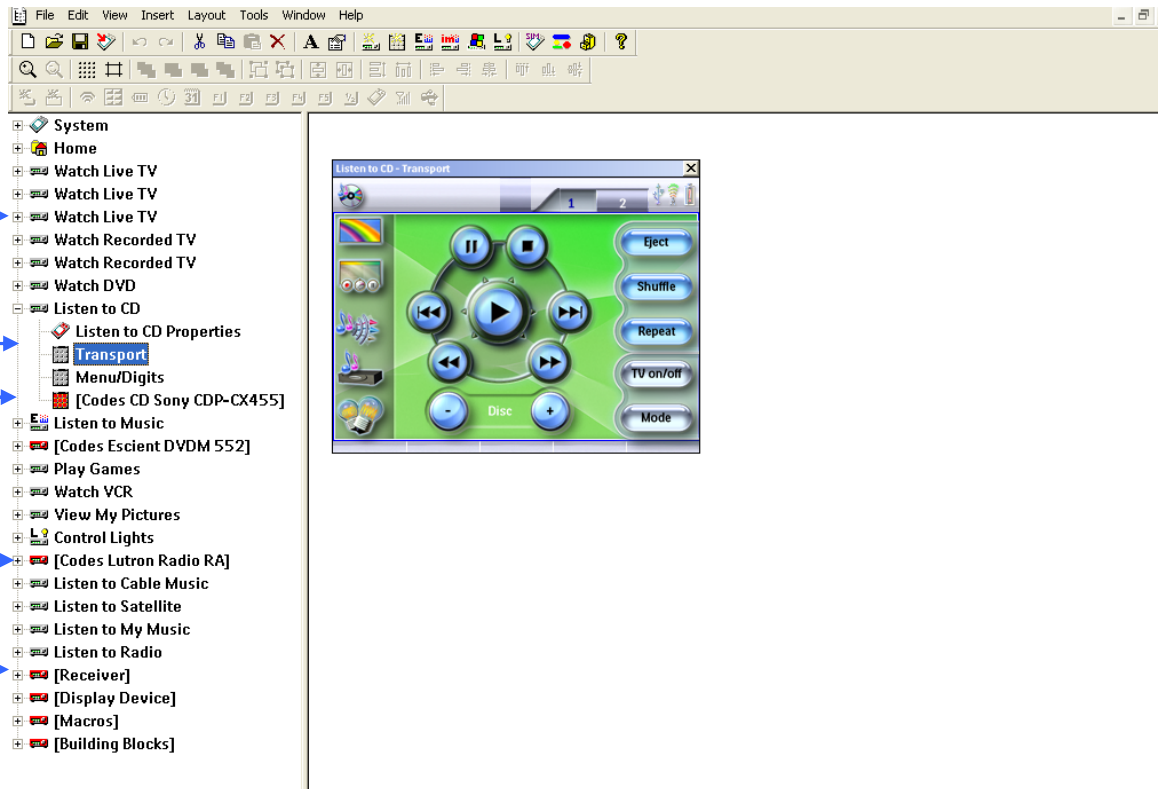 File Edit View Insert Layout Tools Window Help
System
Home
Watch Live TV
Watch Live TV
Watch Live TV
Watch Recorded TV
Watch Recorded TV
Watch DVD
Listen to CD
Listen to CD Properties
Transport
Menu/Digits
[Codes CD Sony CDP-CX455]
Listen to Music
[Codes Escient DVDM 552]
Play Games
Watch VCR
View My Pictures
Control Lights
[Codes Lutron Radio RA]
Listen to Cable Music
Listen to Satellite
Listen to My Music
Listen to Radio
[Receiver]
[Display Device]
[Macros]
[Building Blocks]
Listen to CD - Transport
1 2
Eject
Shuffle
Repeat
TV on/off
Disc
Mode